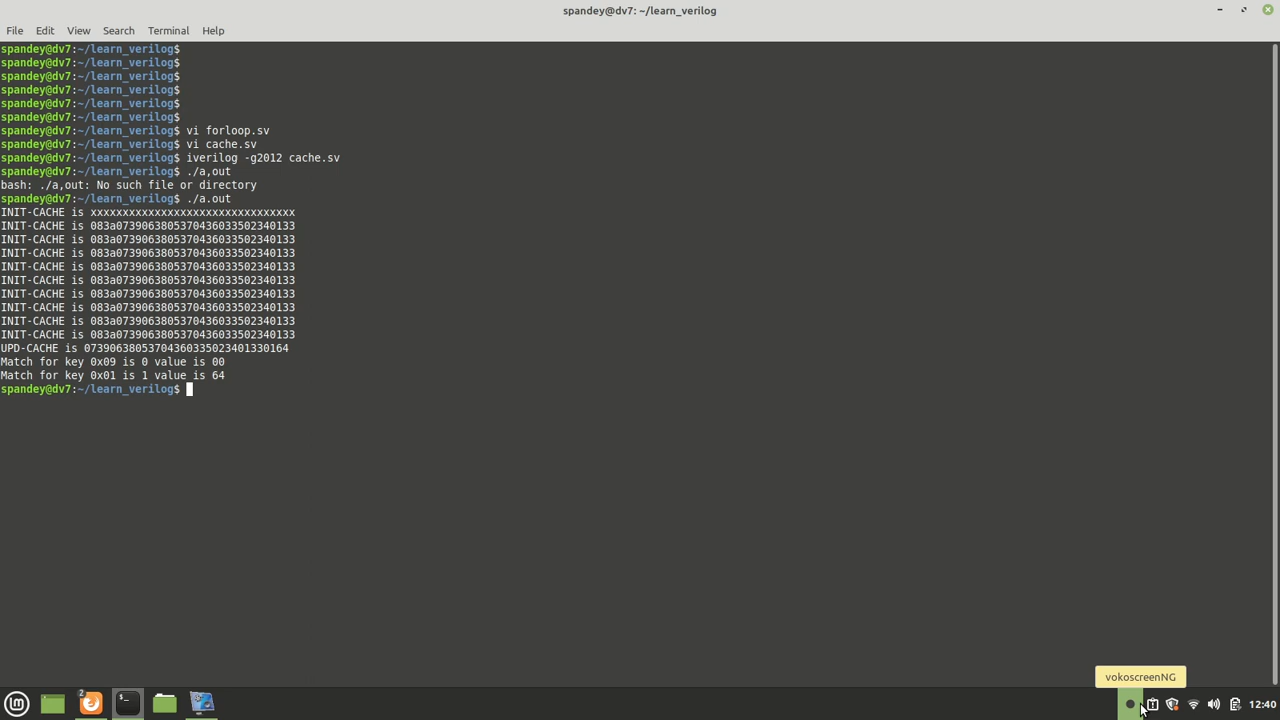 spandey@dv7: ~/learn_verilog
File Edit View Search Terminal Help
spandey@dv7:~/learn_verilog$
spandey@dv7:~/learn_verilog$
spandey@dv7:~/learn_verilog$
spandey@dv7:~/learn_verilog$
spandey@dv7:~/learn_verilog$
spandey@dv7:~/learn_verilog$
spandey@dv7:~/learn_verilog$ vi forloop.sv
spandey@dv7:~/learn_verilog$ vi cache.sv
spandey@dv7:~/learn_verilog$ iverilog -g2012 cache.sv
spandey@dv7:~/learn_verilog$ ./a,out
bash: ./a,out: No such file or directory
spandey@dv7:~/learn_verilog$ ./a.out
INIT-CACHE is xxxxxxxxxxxxxxxxxxxxxxxxxxxxxxxx
INIT-CACHE is 083a0739063805370436033502340133
INIT-CACHE is 083a0739063805370436033502340133
INIT-CACHE is 083a0739063805370436033502340133
INIT-CACHE is 083a0739063805370436033502340133
INIT-CACHE is 083a0739063805370436033502340133
INIT-CACHE is 083a0739063805370436033502340133
INIT-CACHE is 083a0739063805370436033502340133
INIT-CACHE is 083a0739063805370436033502340133
INIT-CACHE is 083a0739063805370436033502340133
UPD-CACHE is 07390638053704360335023401330164
Match for key 0x09 is 0 value is 00
Match for key 0x01 is 1 value is 64
spandey@dv7:~/learn_verilog$
vokoscreenNG
2
12:40